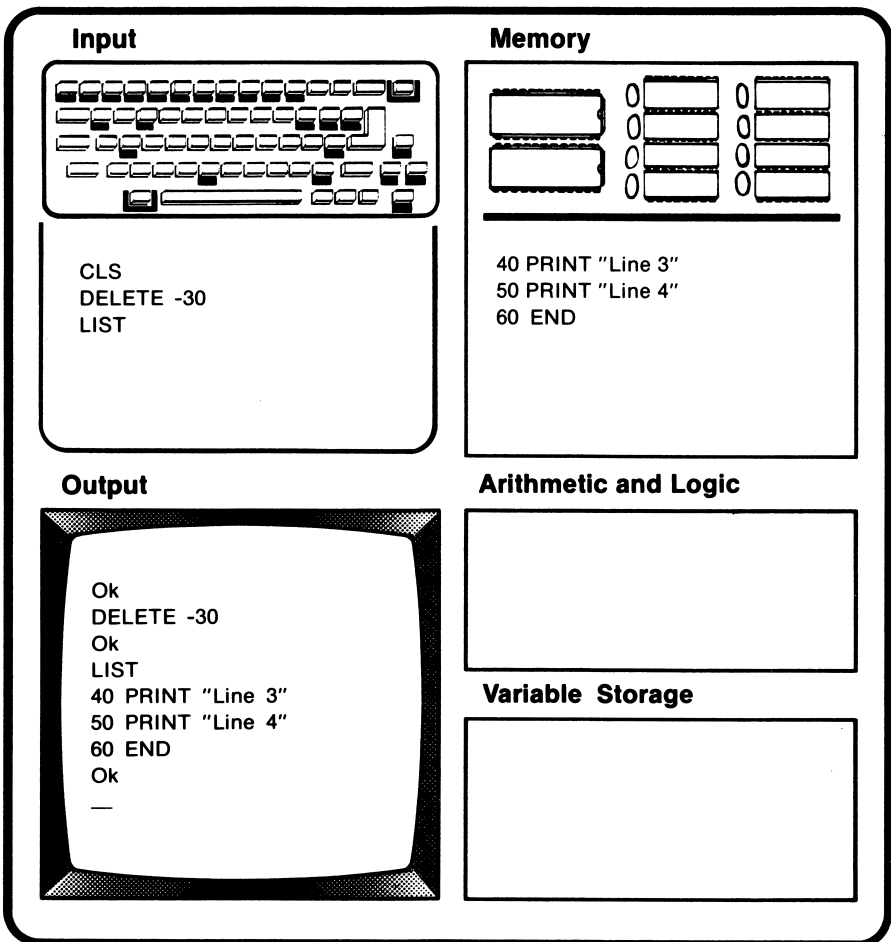 Input
CLS
DELETE -30
LIST
Memory
40 PRINT "Line 3"
50 PRINT "Line 4"
60 END
Output
Ok
DELETE -30
Ok
LIST
40 PRINT "Line 3"
50 PRINT "Line 4"
60 END
Ok
Arithmetic and Logic
Variable Storage